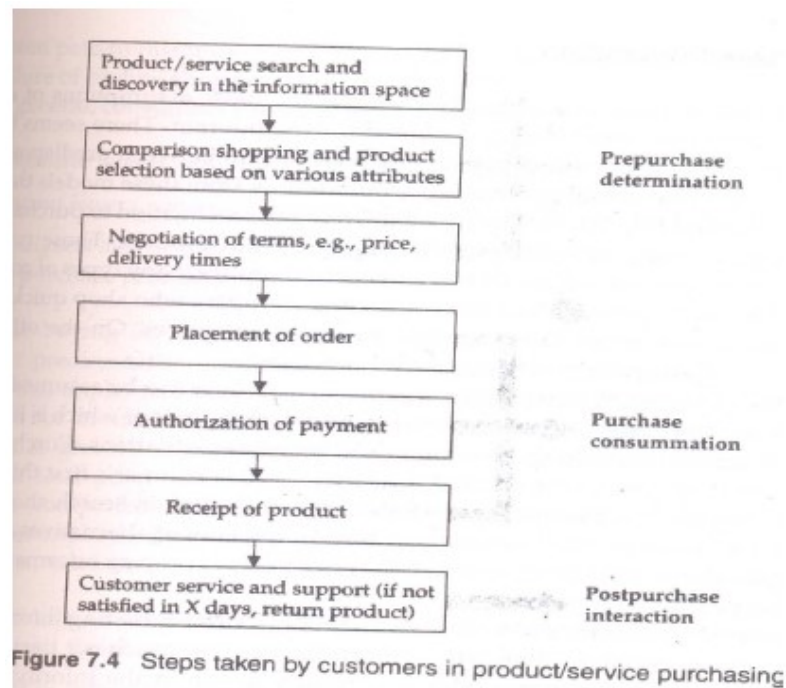 Product/service search and
discovery in the information space
Comparison shopping and product
selection based on various attributes
Prepurchase
determination
Negotiation of terms, e.g., price,
delivery times
Placement of order
Authorization of payment
Purchase
consummation
Receipt of product
Customer service and support (if not
satisfied in X days, return product)
Postpurchase
interaction
Figure 7.4 Steps taken by customers in product/service purchasing